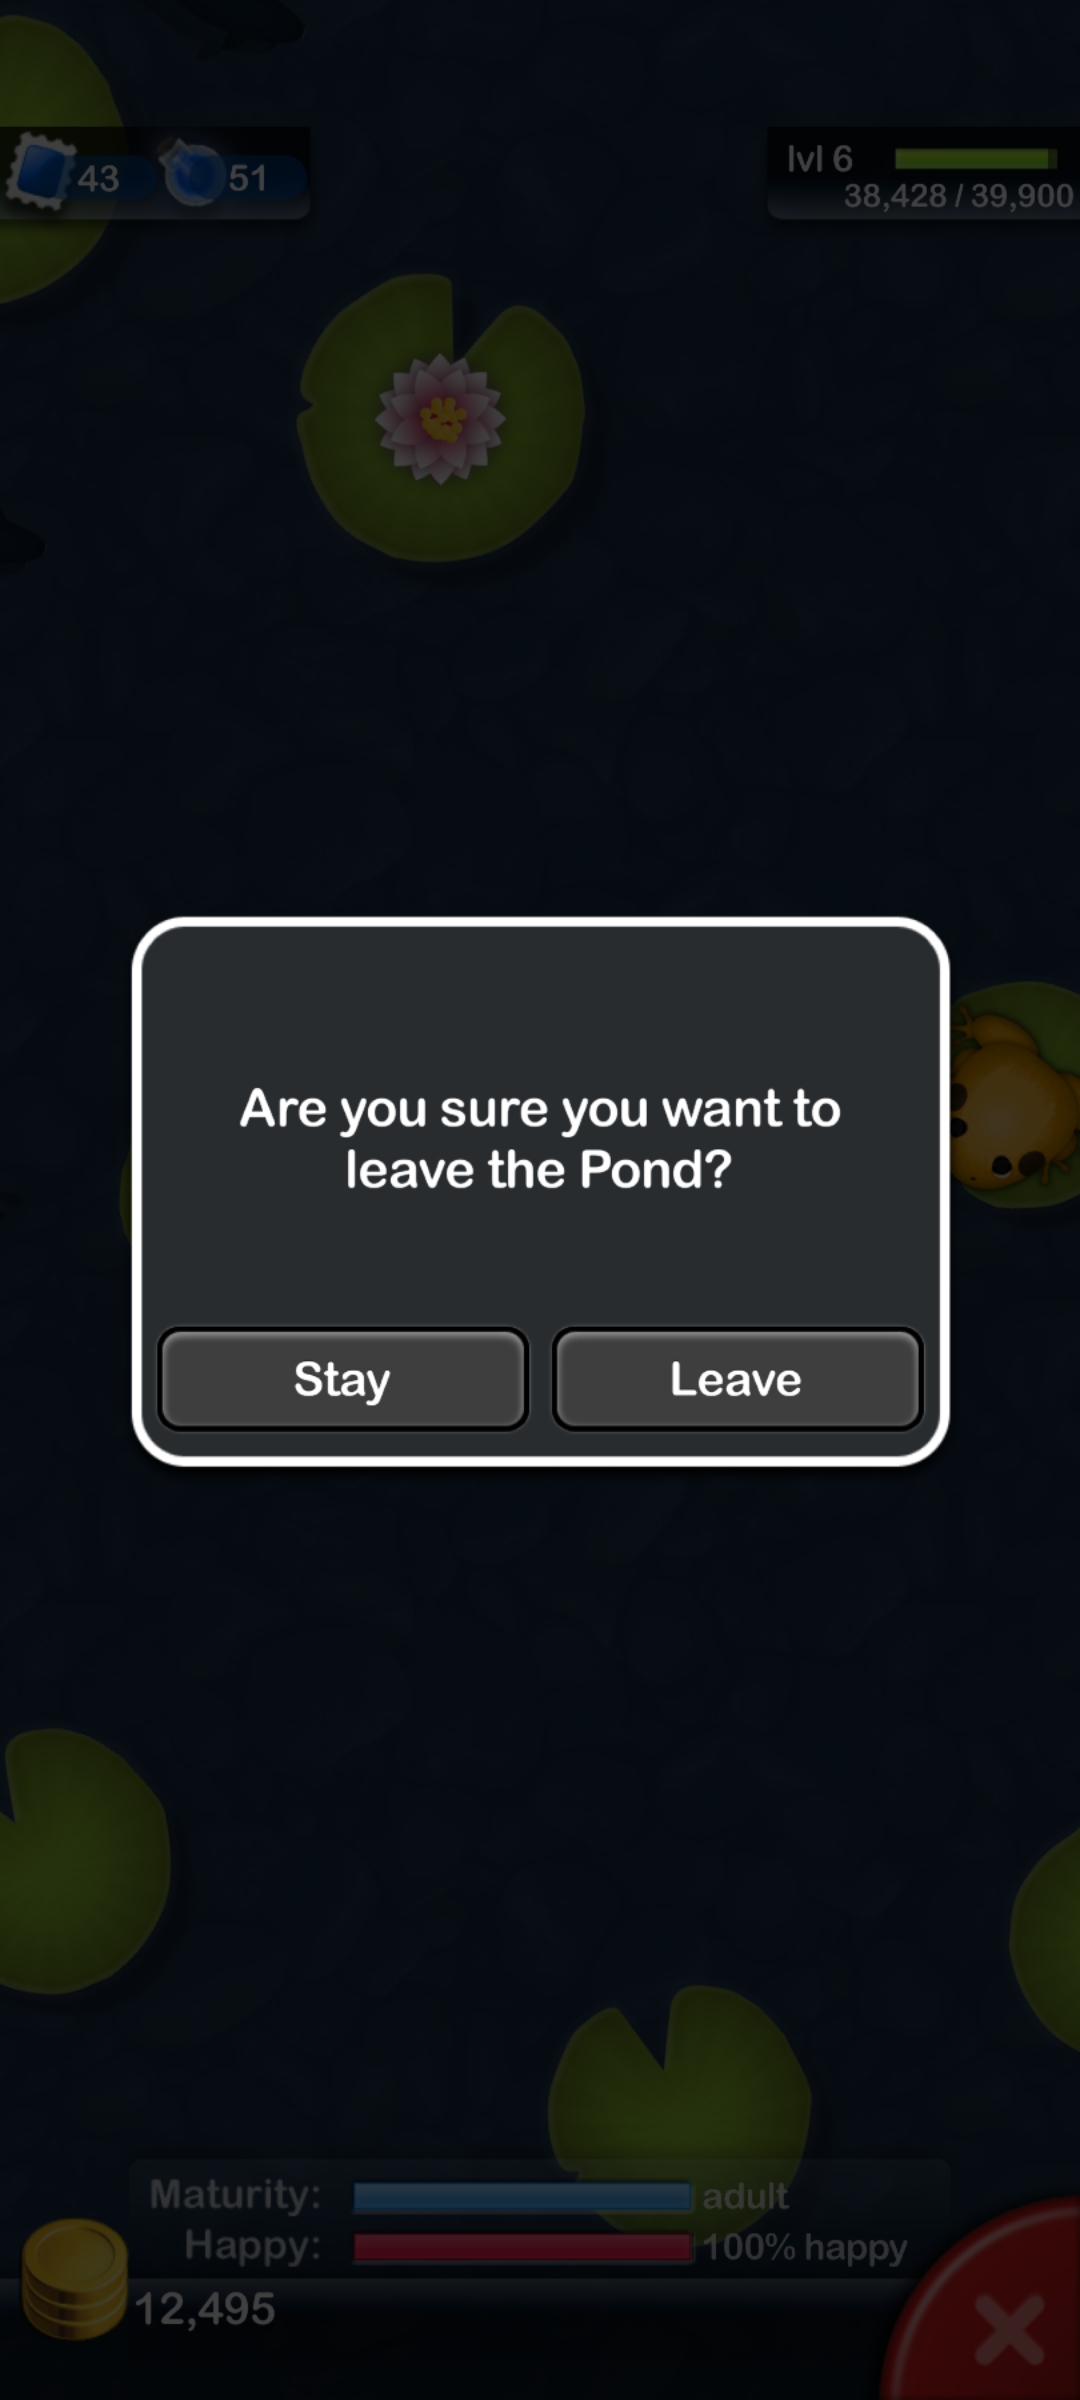 43
51
lvl 6
38,428 / 39,900
Are you sure you want to
leave the Pond?
Stay
Leave
Maturity:
adult
Happy:
100% happy
12,495